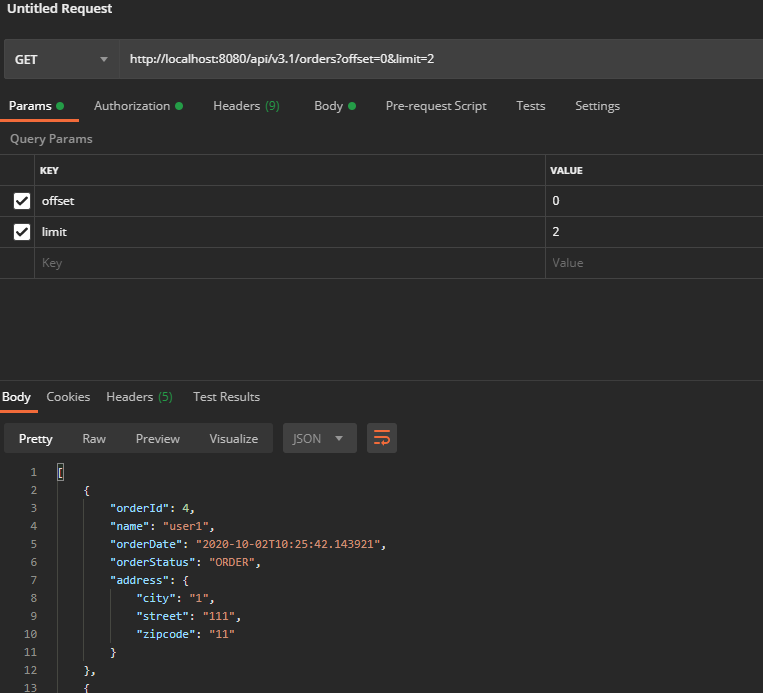 Untitled Request
GET http://localhost:8080/api/v3.1/orders?offset=0&limit=2
Params Authorization Headers (9) Body Pre-request Script Tests Settings
Query Params
KEY VALUE
offset 0
limit 2
Key Value
Body Cookies Headers (5) Test Results
Pretty Raw Preview Visualize JSON
1 [
2 {
3 "orderId": 4,
4 "name": "user1",
5 "orderDate": "2020-10-02T10:25:42.143921",
6 "orderStatus": "ORDER",
7 "address": {
8 "city": "1",
9 "street": "111",
10 "zipcode": "11"
11 }
12 },
13 {